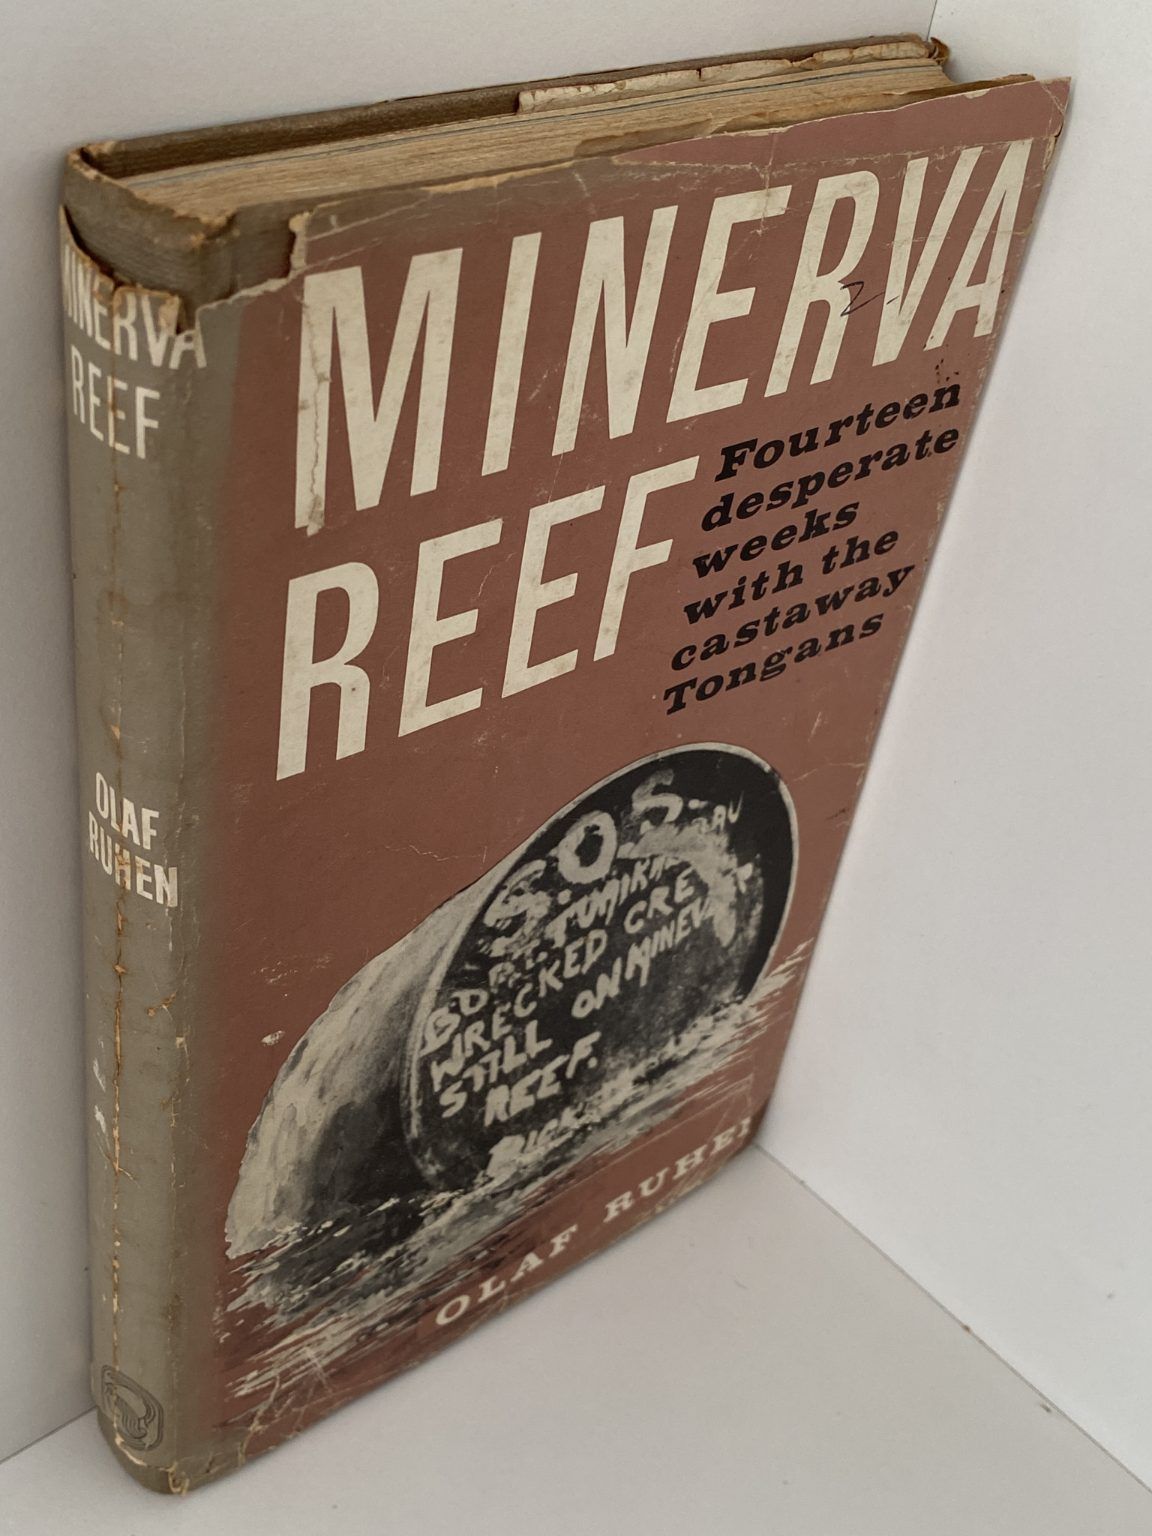 MINERVA
REEF
OLAF
RUHEN
MINERVA
REEF
Fourteen
desperate
weeks
with the
castaway
Tongans
S.O.S.
WRECKED CRE
STILL ON MINEVA
REEF.
OLAF RUHEN